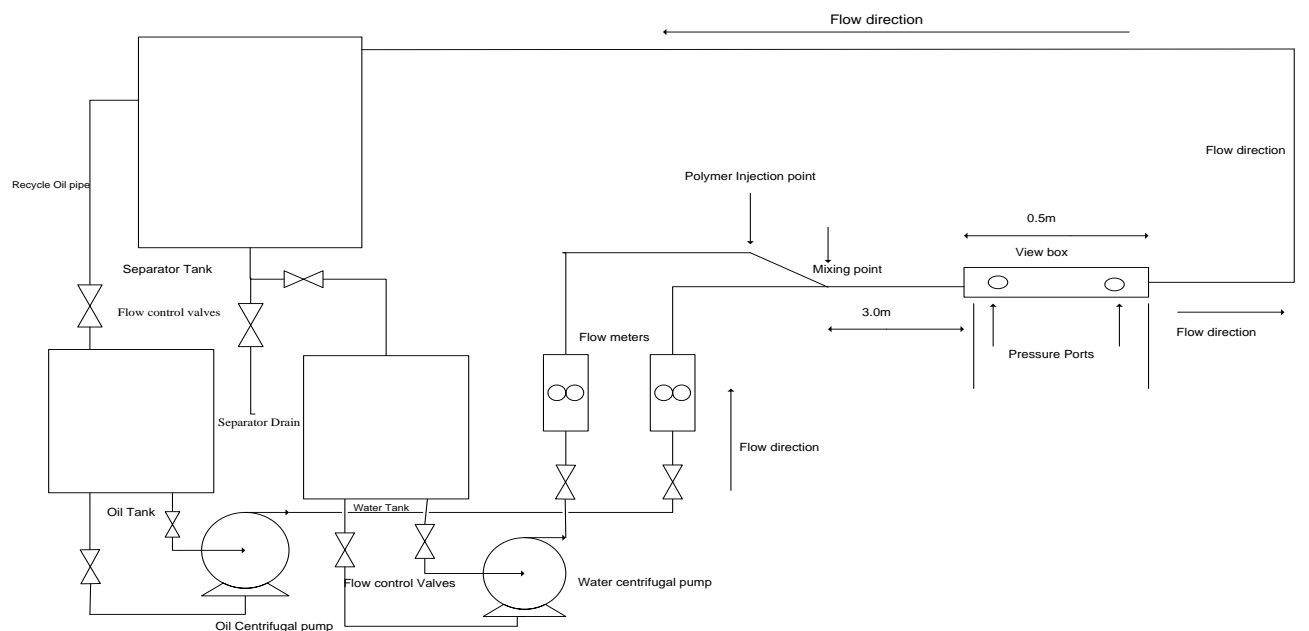 Flow direction
Flow direction
Recycle Oil pipe
Polymer Injection point
0.5m
View box
Separator Tank
Mixing point
Flow control valves
3.0m
Flow direction
Flow meters
Pressure Ports
Separator Drain
Flow direction
Oil Tank
Water Tank
Flow control Valves
Water centrifugal pump
Oil Centrifugal pump